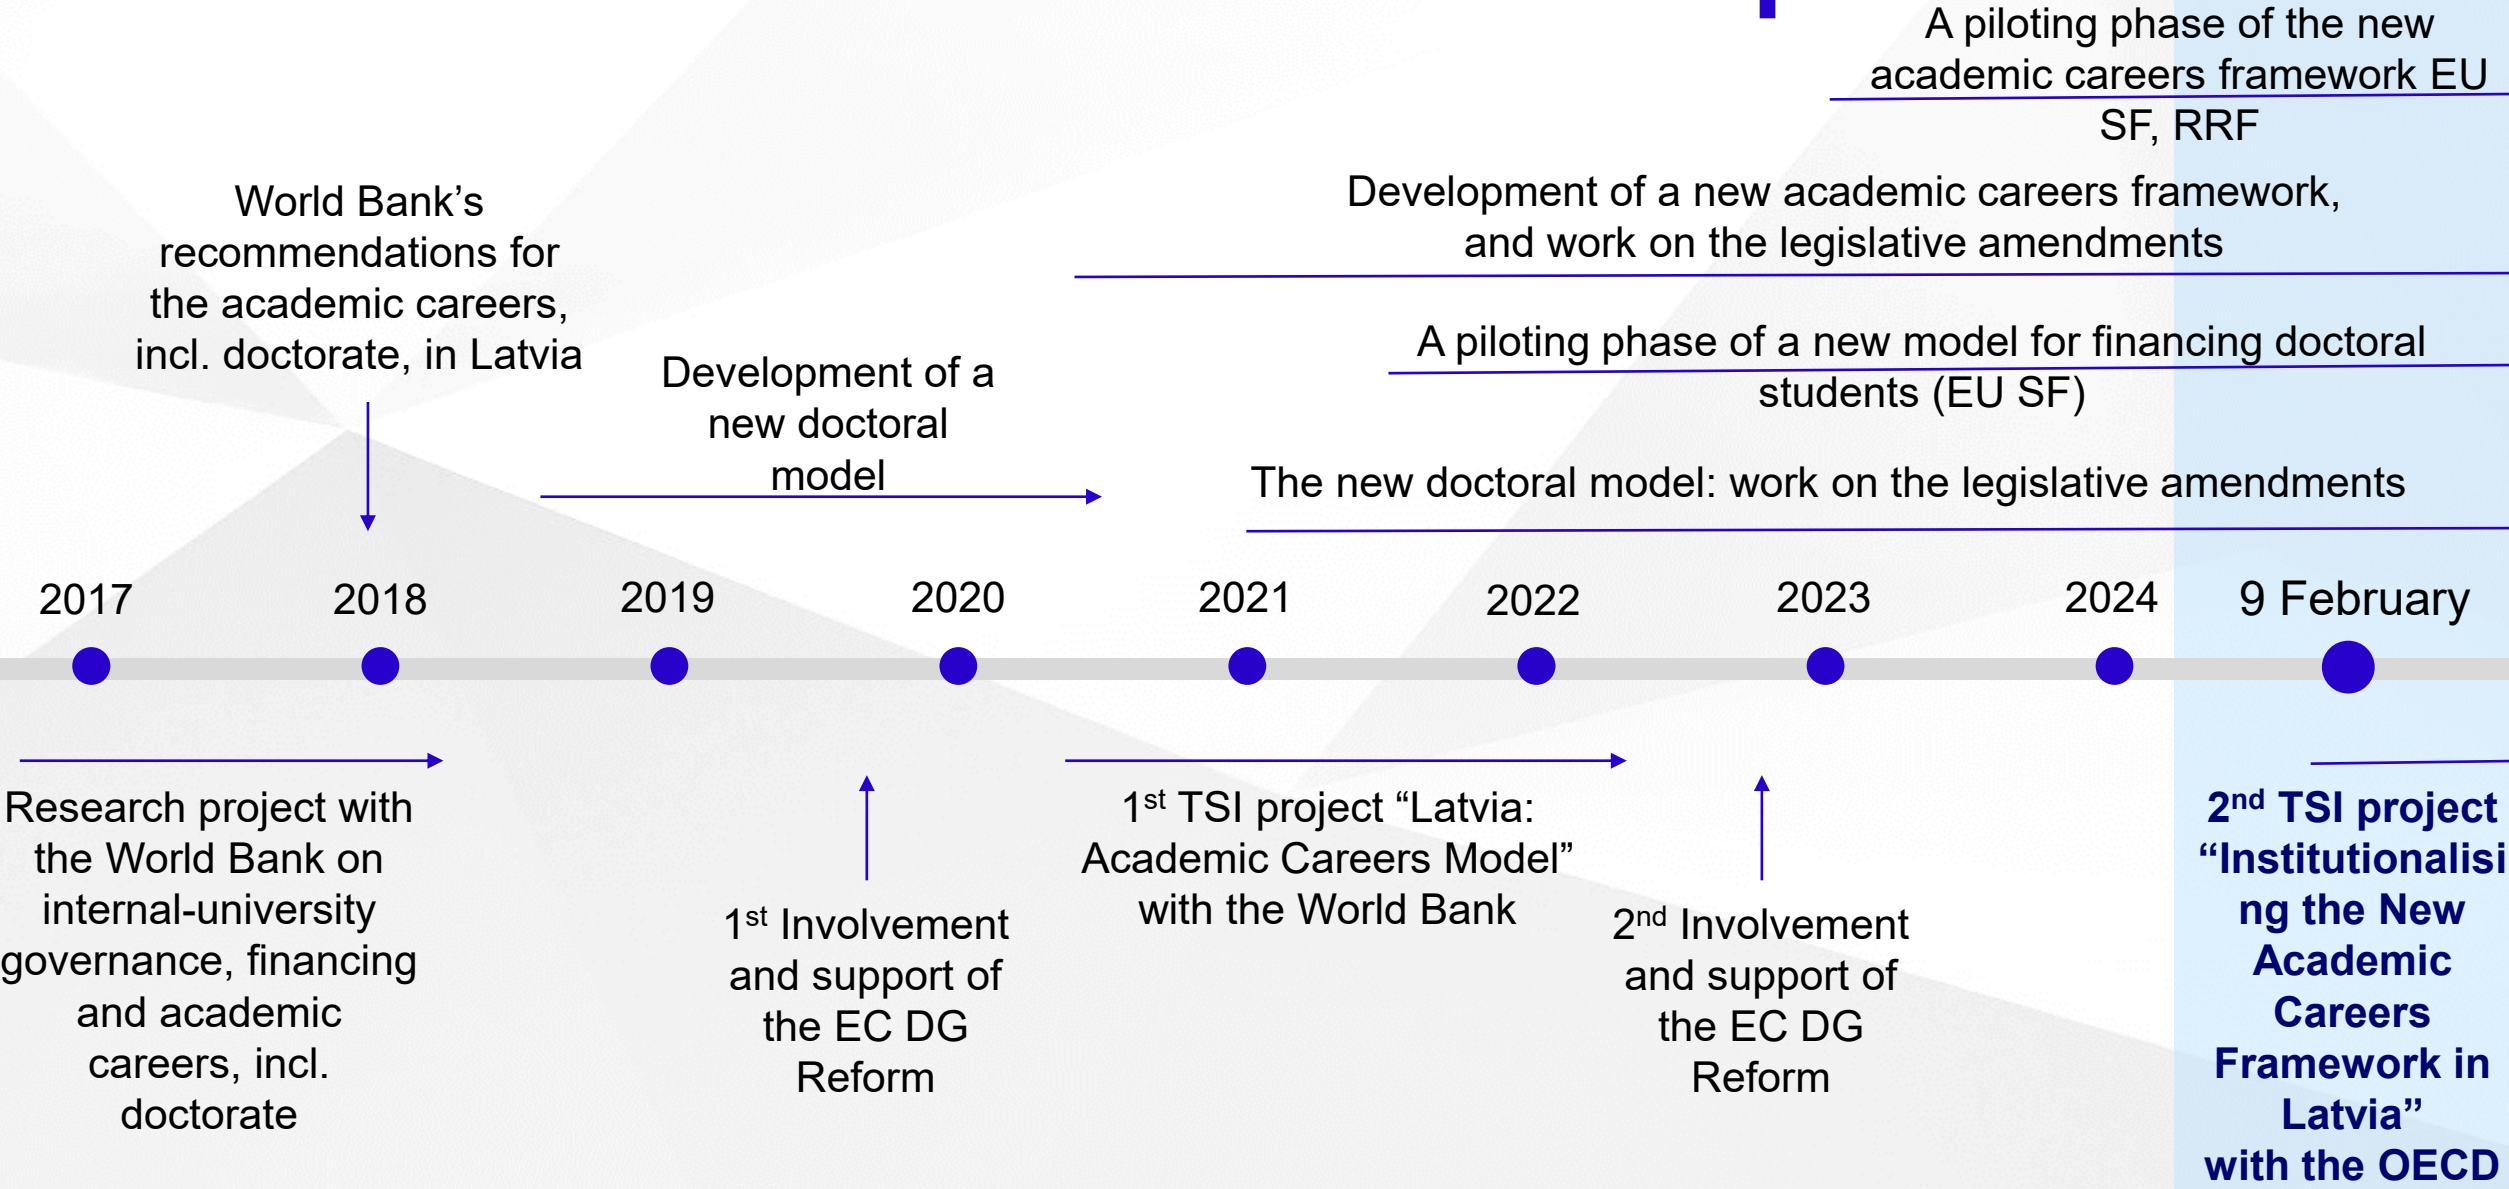 A piloting phase of the new
academic careers framework EU
SF, RRF
World Bank's
recommendations for
the academic careers,
incl. doctorate, in Latvia
Development of a new academic careers framework,
and work on the legislative amendments
Development of a
new doctoral
model
A piloting phase of a new model for financing doctoral
students (EU SF)
The new doctoral model: work on the legislative amendments
2017
2018
2019
2020
2021
2022
2023
2024
9 February
Research project with
the World Bank on
internal-university
governance, financing
and academic
careers, incl.
doctorate
1st Involvement
and support of
the EC DG
Reform
1st TSI project “Latvia:
Academic Careers Model”
with the World Bank
2nd Involvement
and support of
the EC DG
Reform
2nd TSI project
“Institutionalisi
ng the New
Academic
Careers
Framework in
Latvia”
with the OECD